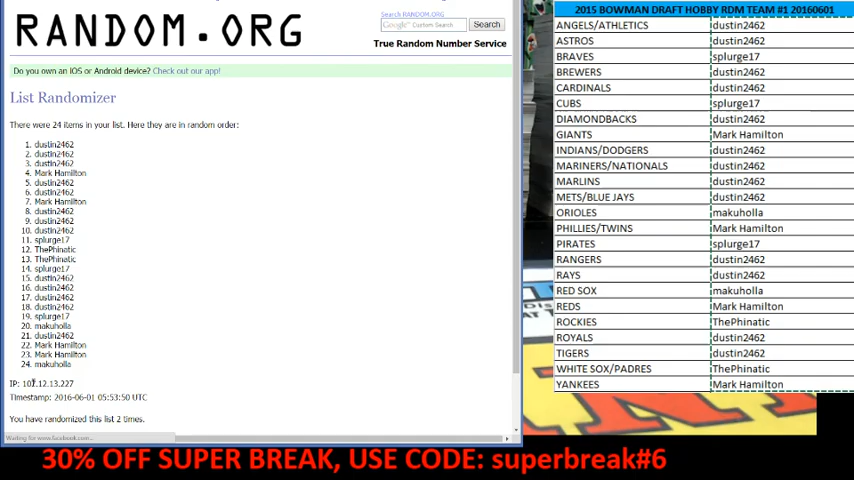 Search RANDOM.ORG
RANDOM.ORG
Google™ Custom Search
Search
True Random Number Service
Do you own an iOS or Android device? Check out our app!
List Randomizer
There were 24 items in your list. Here they are in random order:
1. dustin2462
2. dustin2462
3. dustin2462
4. Mark Hamilton
5. dustin2462
6. dustin2462
7. Mark Hamilton
8. dustin2462
9. dustin2462
10. dustin2462
11. splurge17
12. ThePhinatic
13. ThePhinatic
14. splurge17
15. dustin2462
16. dustin2462
17. dustin2462
18. dustin2462
19. splurge17
20. makuholla
21. dustin2462
22. Mark Hamilton
23. Mark Hamilton
24. makuholla
Timestamp: 2016-06-01 05:53:50 UTC
You have randomized this list 2 times.
Waiting for www.facebook.com...
2015 BOWMAN DRAFT HOBBY RDM TEAM #1 20160601
ANGELS/ATHLETICS dustin2462
ASTROS dustin2462
BRAVES splurge17
BREWERS dustin2462
CARDINALS dustin2462
CUBS splurge17
DIAMONDBACKS dustin2462
GIANTS Mark Hamilton
INDIANS/DODGERS dustin2462
MARINERS/NATIONALS dustin2462
MARLINS dustin2462
METS/BLUE JAYS dustin2462
ORIOLES makuholla
PHILLIES/TWINS Mark Hamilton
PIRATES splurge17
RANGERS dustin2462
RAYS dustin2462
RED SOX makuholla
REDS Mark Hamilton
ROCKIES ThePhinatic
ROYALS dustin2462
TIGERS dustin2462
WHITE SOX/PADRES ThePhinatic
YANKEES Mark Hamilton
30% OFF SUPER BREAK, USE CODE: superbreak#6